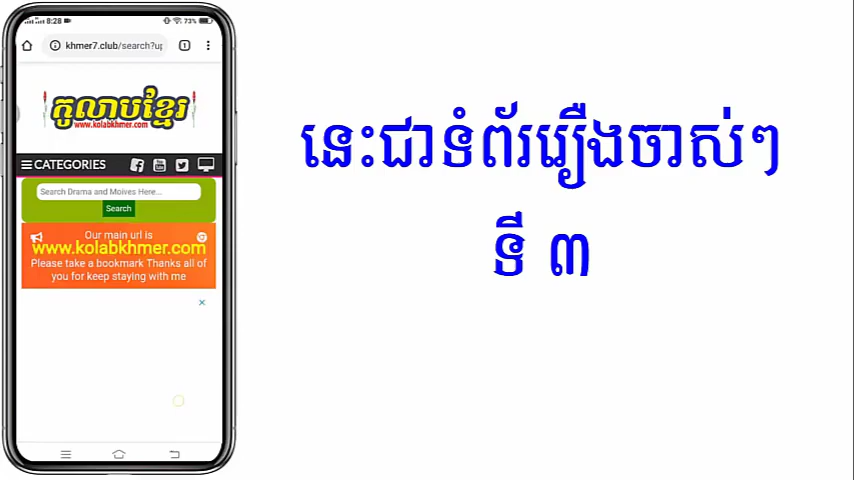 8:28
73%
khmer7.club/search?up
1
កូលាបខ្មែរ
www.kolabkhmer.com
CATEGORIES
Search Drama and Moives Here...
Search
Our main url is
www.kolabkhmer.com
Please take a bookmark Thanks all of
you for keep staying with me
នេះជាទំព័ររឿងចាស់ៗ
ទី ៣